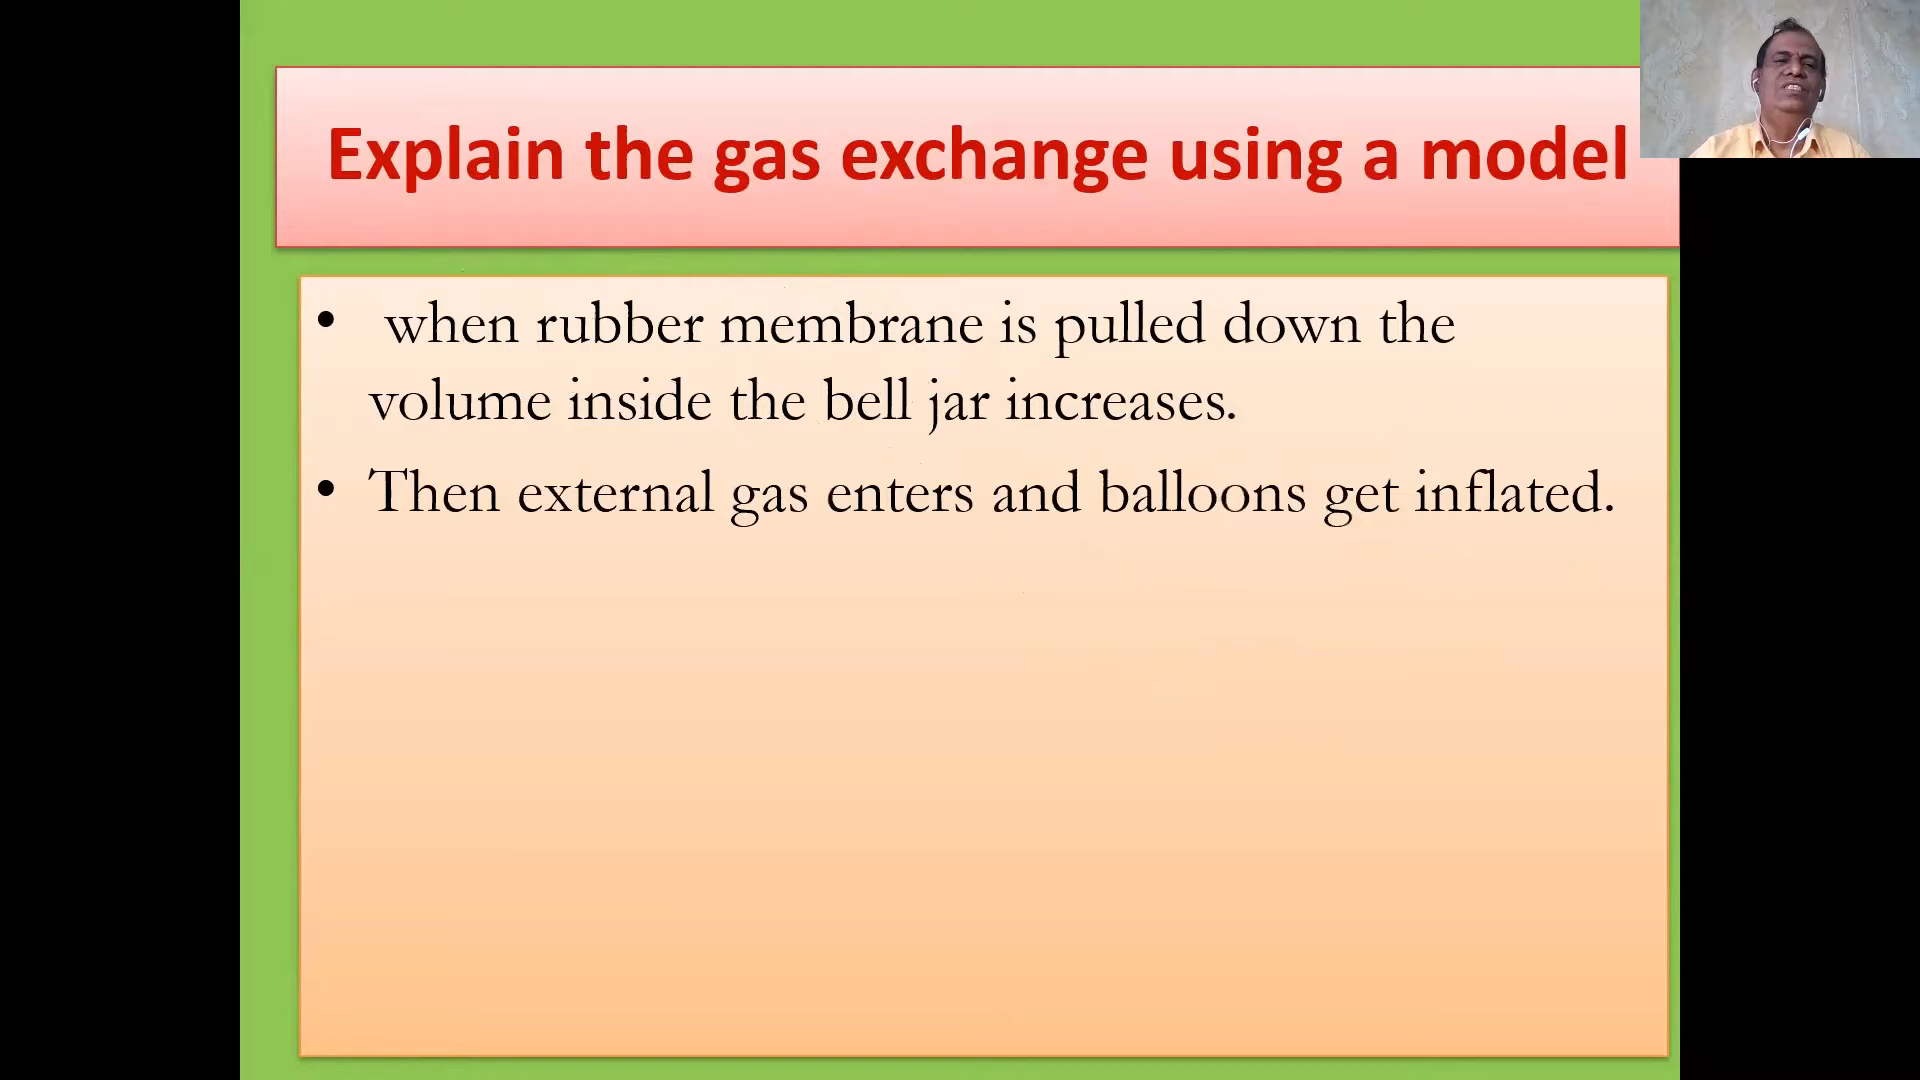 Explain the gas exchange using a model
• when rubber membrane is pulled down the
volume inside the bell jar increases.
• Then external gas enters and balloons get inflated.